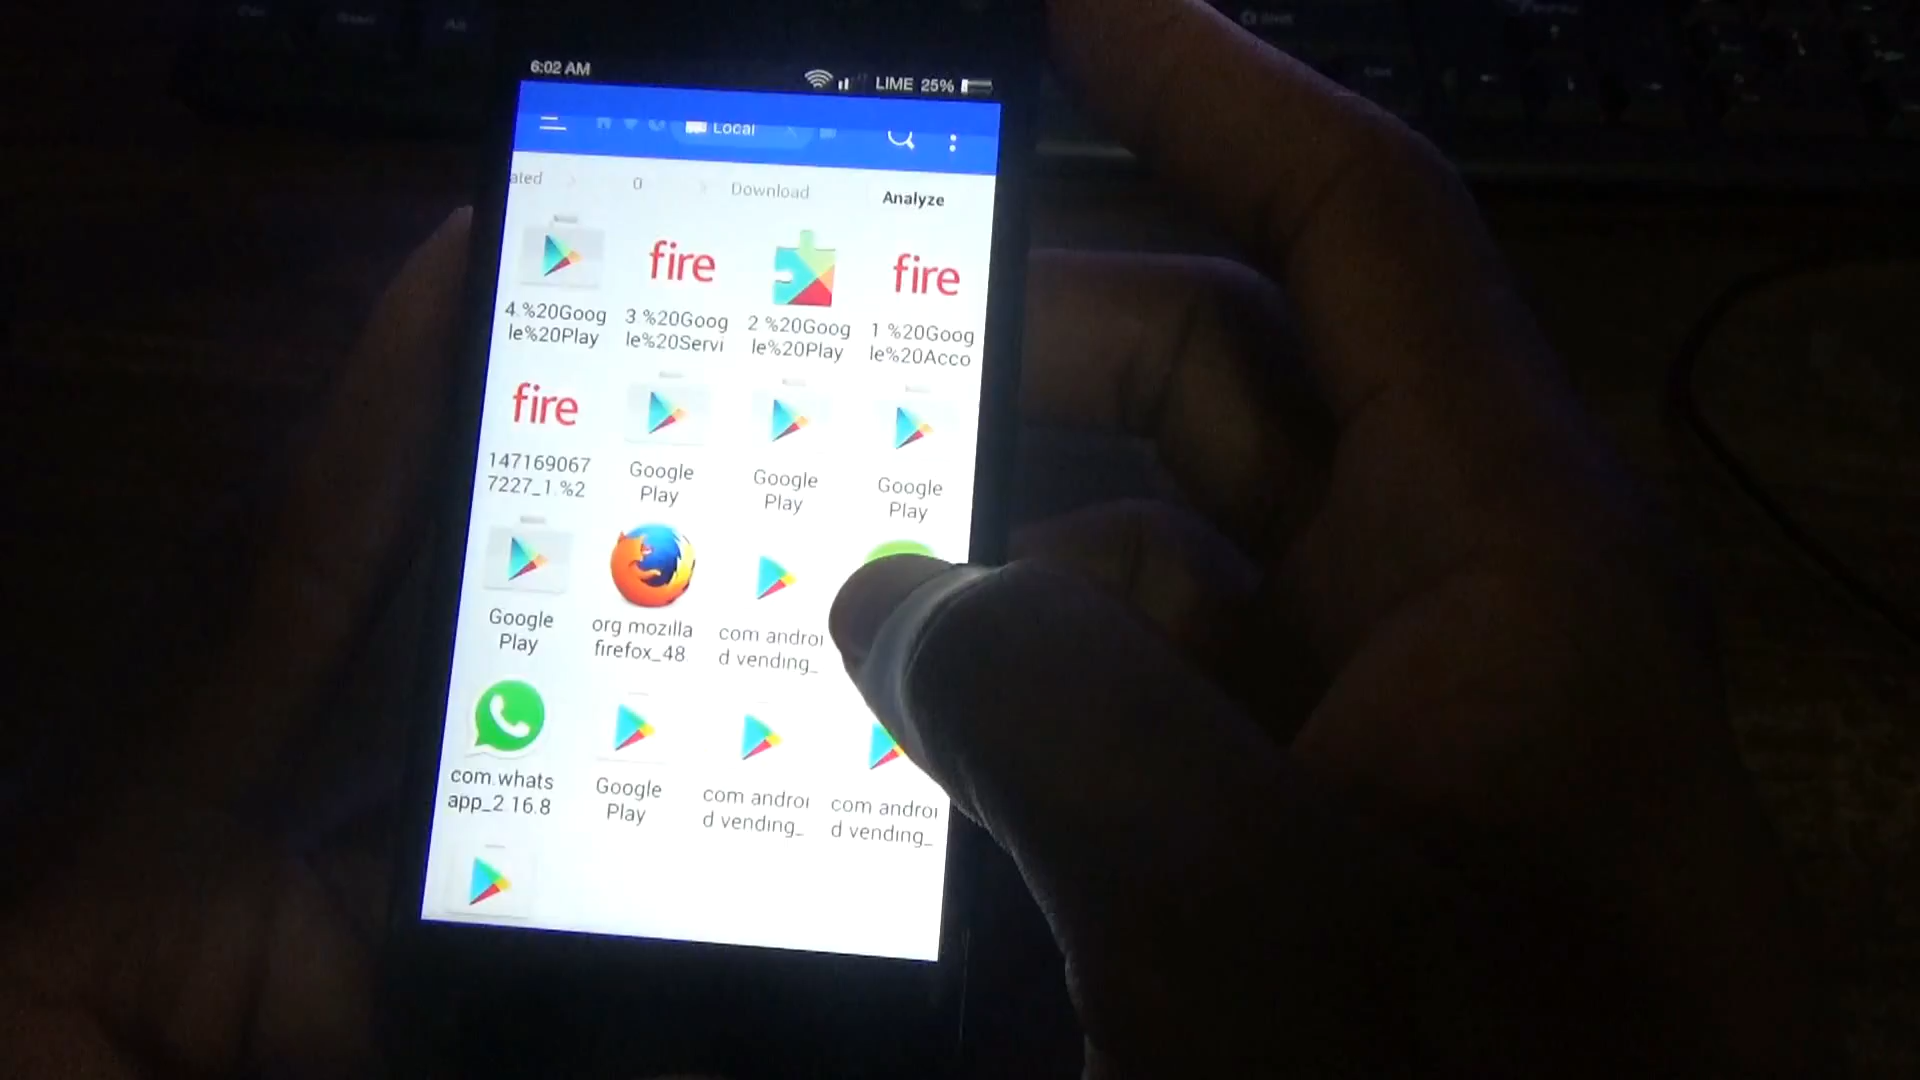 6:02 AM
LIME 25%
Local
ated
0
Download
Analyze
fire
fire
4.%20Goog
le%20Play
3 %20Goog
le%20Servi
2 %20Goog
le%20Play
1 %20Goog
le%20Acco
fire
147169067
7227_1.%2
Google
Play
Google
Play
Google
Play
Google
Play
org mozilla
firefox_48
com androi
d vending_
com.whats
app_2 16.8
Google
Play
com androi
d vending_
com androi
d vending_